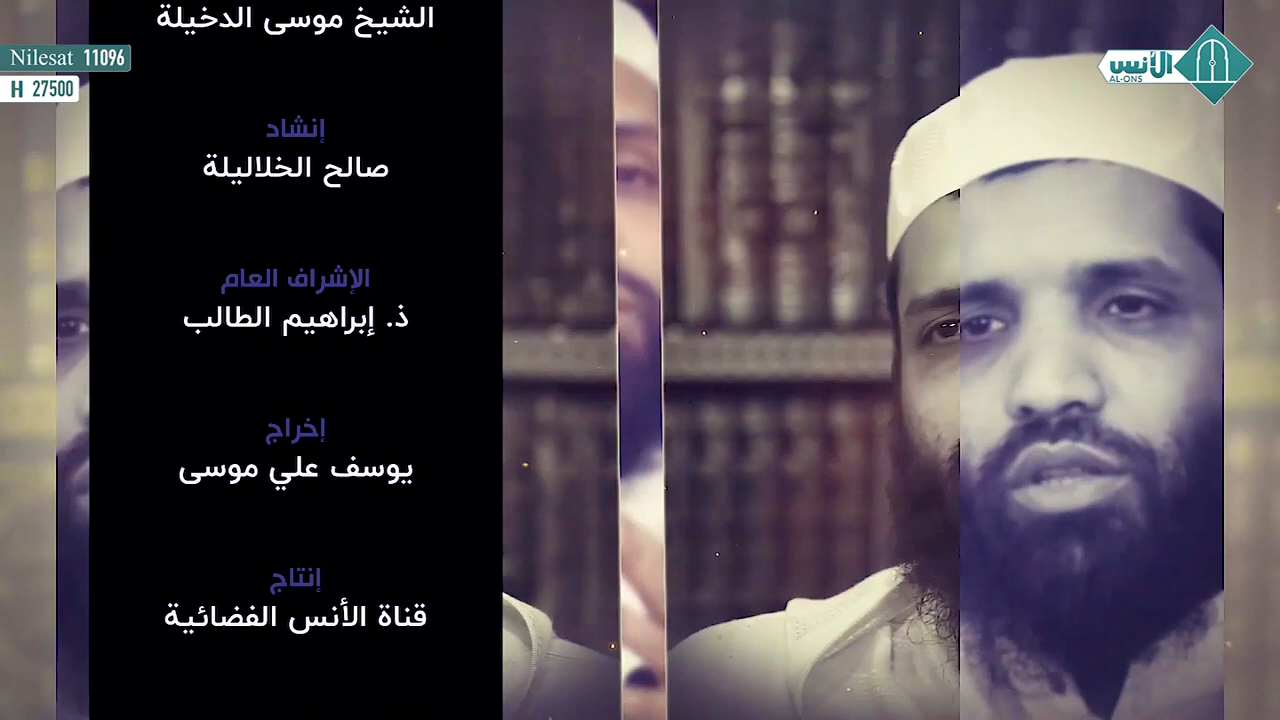 الشيخ موسى الدخيلة
Nilesat 11096
H 27500
الأنس
AL-ONS
إنشاد
صالح الخلاليلة
الإشراف العام
ذ. إبراهيم الطالب
إخراج
يوسف علي موسى
إنتاج
قناة الأنس الفضائية